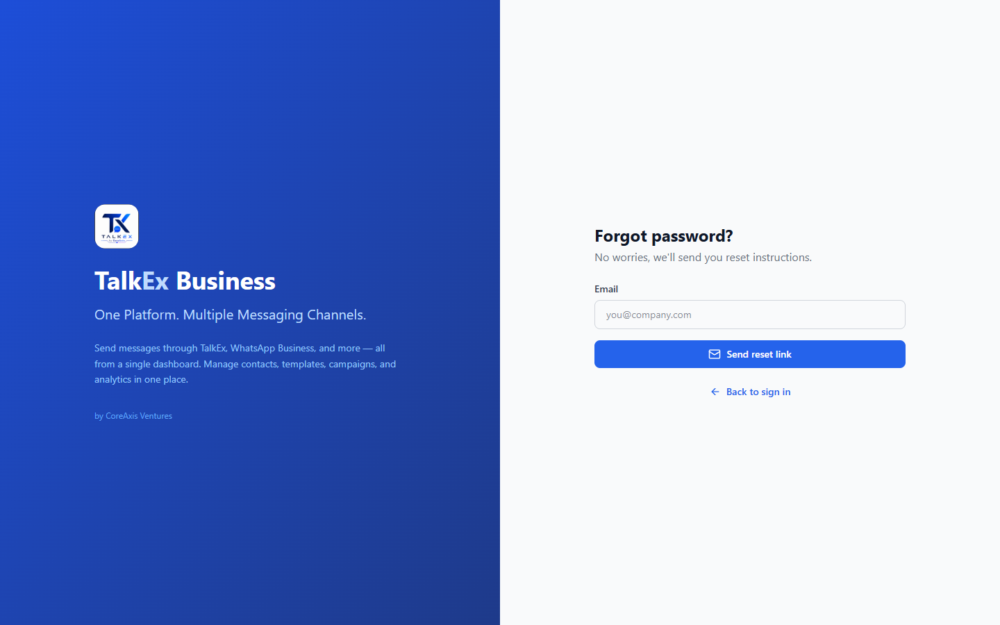 TALKEX
TalkEx Business
One Platform. Multiple Messaging Channels.
Send messages through TalkEx, WhatsApp Business, and more — all
from a single dashboard. Manage contacts, templates, campaigns, and
analytics in one place.
by CoreAxis Ventures
Forgot password?
No worries, we'll send you reset instructions.
Email
you@company.com
Send reset link
Back to sign in